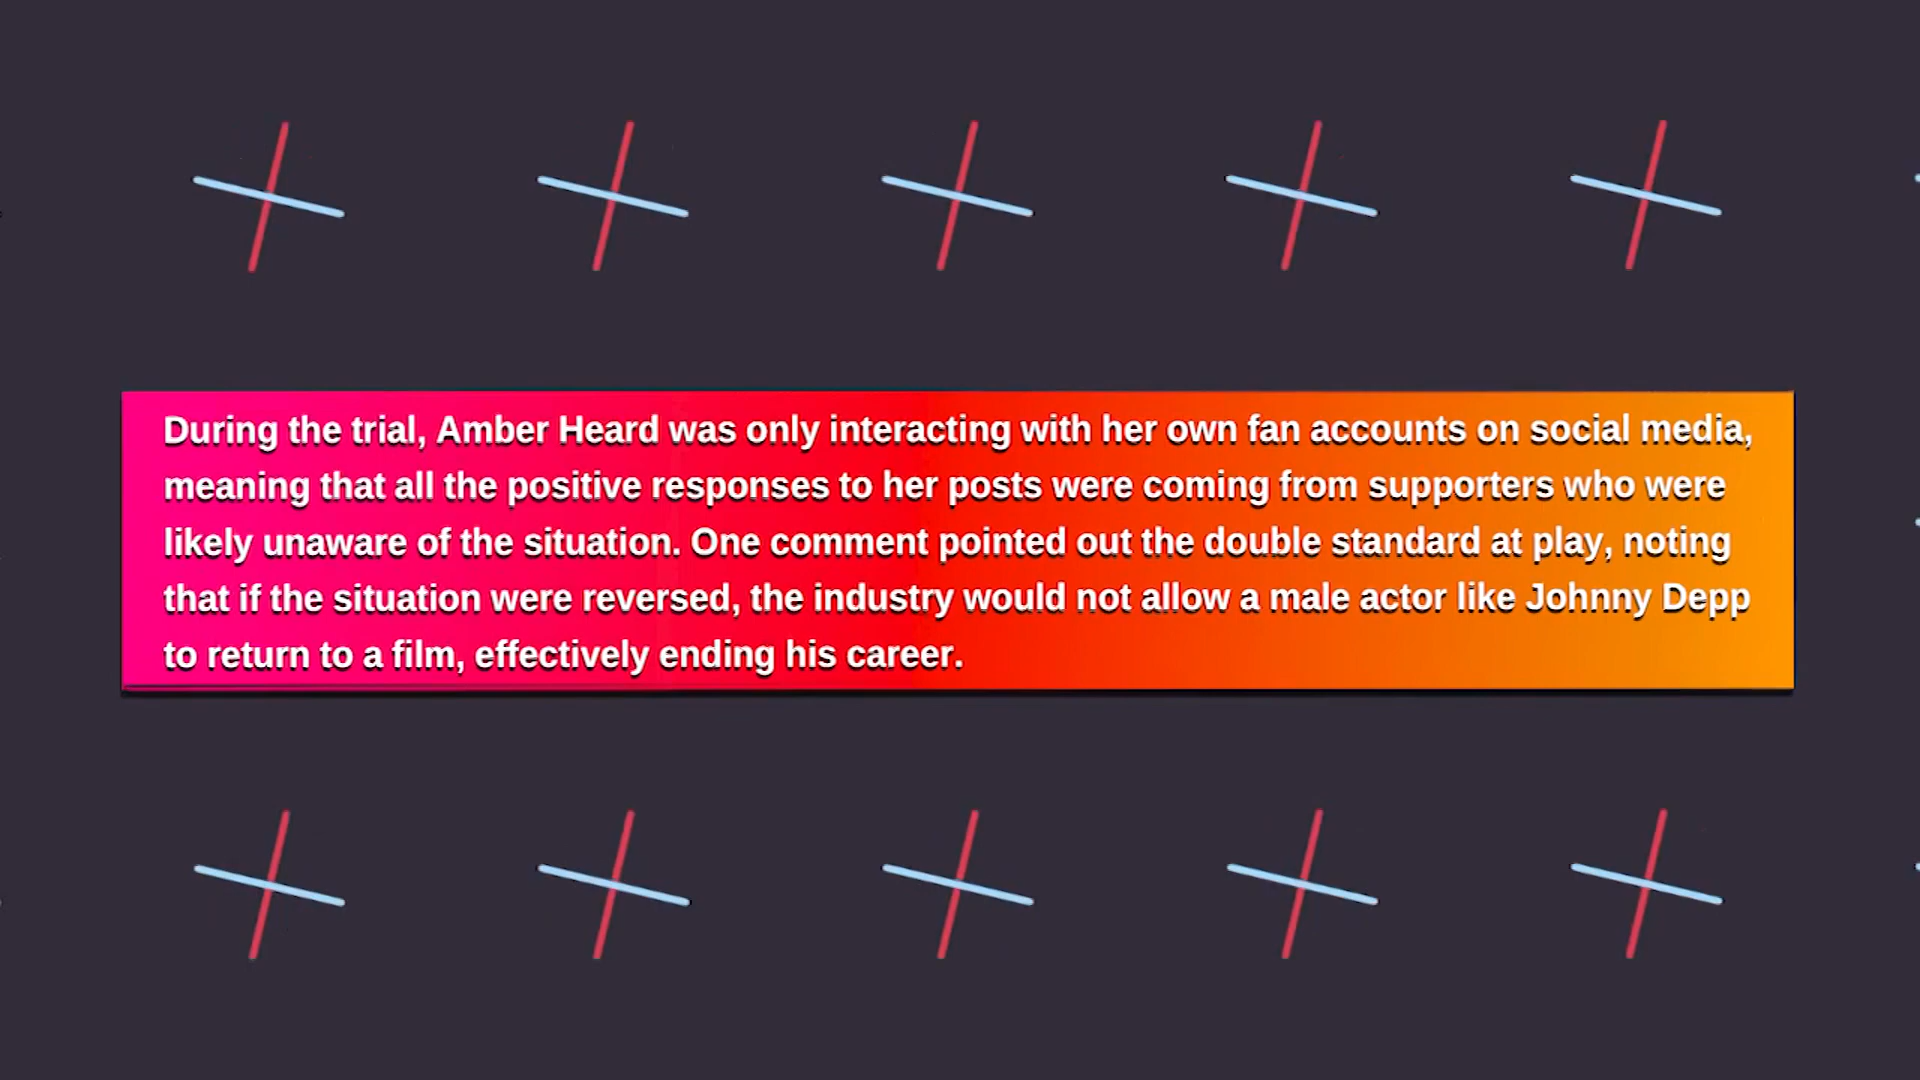 During the trial, Amber Heard was only interacting with her own fan accounts on social media,
meaning that all the positive responses to her posts were coming from supporters who were
likely unaware of the situation. One comment pointed out the double standard at play, noting
that if the situation were reversed, the industry would not allow a male actor like Johnny Depp
to return to a film, effectively ending his career.